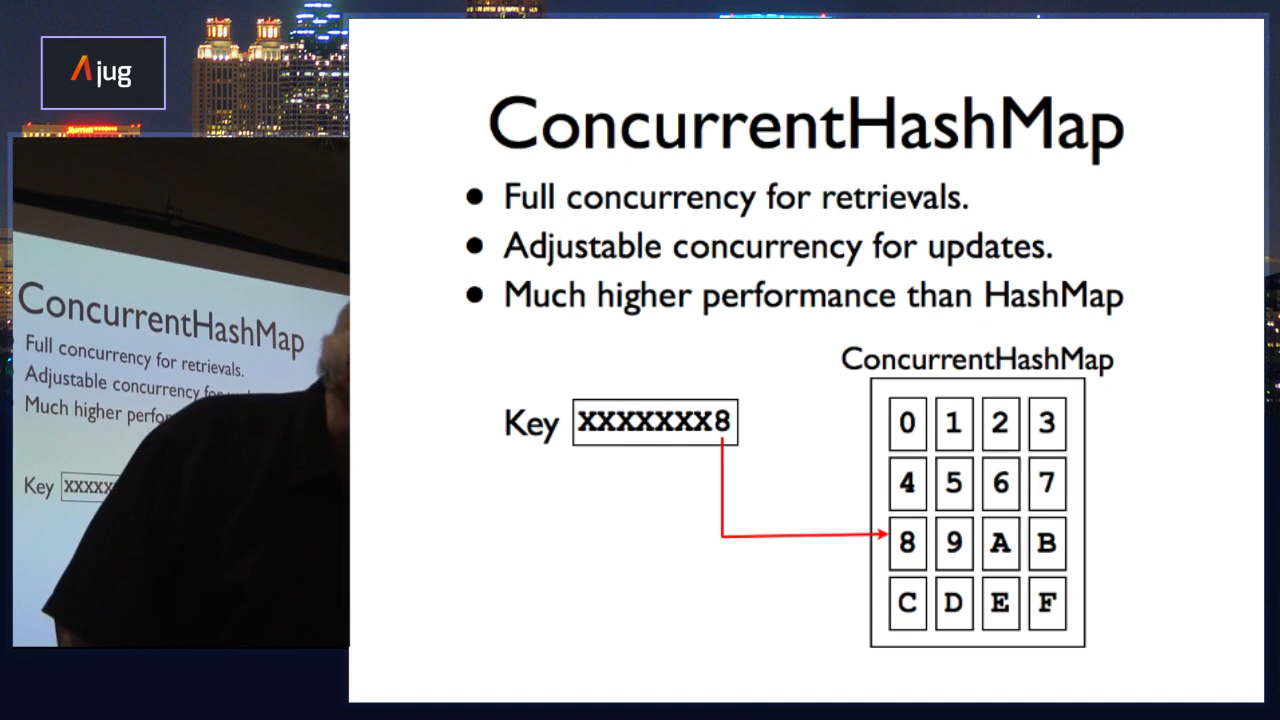 Ajug
ConcurrentHashMap
• Full concurrency for retrievals.
• Adjustable concurrency for updates.
• Much higher performance than HashMap
ConcurrentHashMap
Key XXXXXXX8
0 1 2 3
4 5 6 7
8 9 A B
C D E F
ConcurrentHashMap
Full concurrency for retrievals.
Adjustable concurrency for
Much higher
Key XXXXX